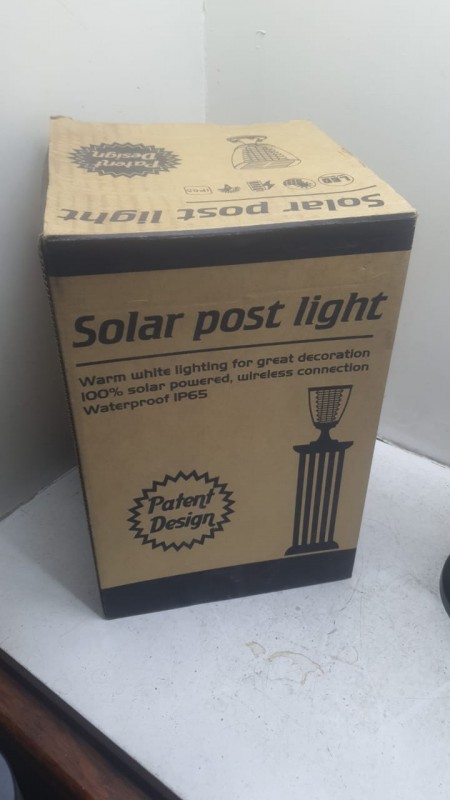 Patent
Design
LED
IP65
Solar post light
Solar post light
Warm white lighting for great decoration
100% solar powered, wireless connection
Waterproof IP65
Patent
Design